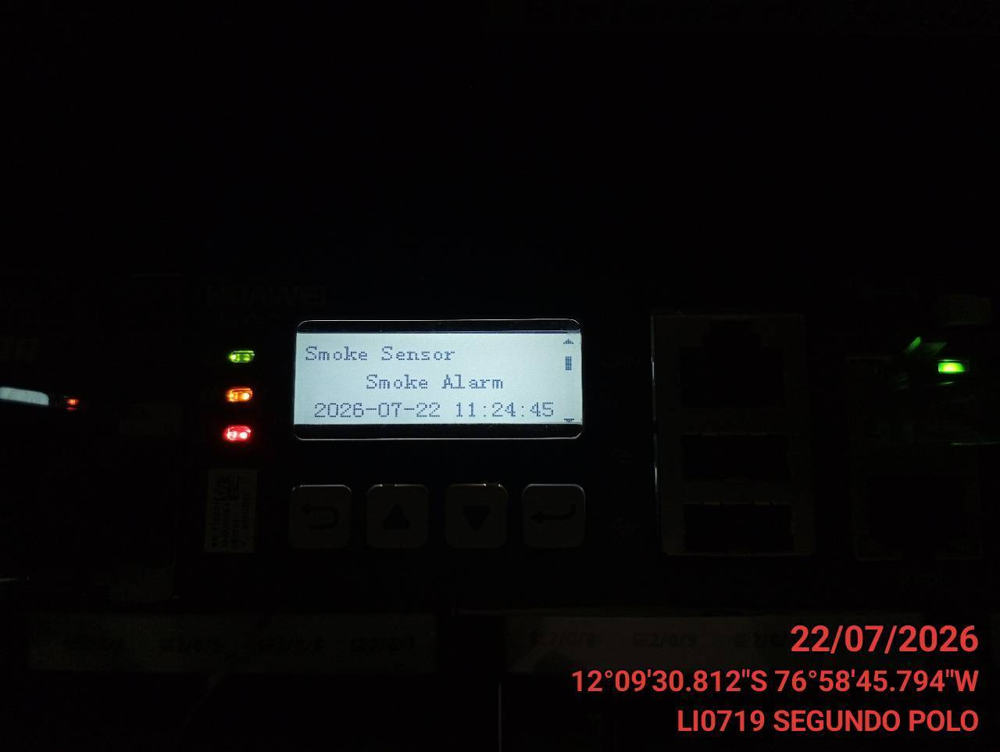 HUAWEI
Smoke Sensor
Smoke Alarm
2026-07-22 11:24:45
22/07/2026
12°09'30.812"S 76°58'45.794"W
LI0719 SEGUNDO POLO